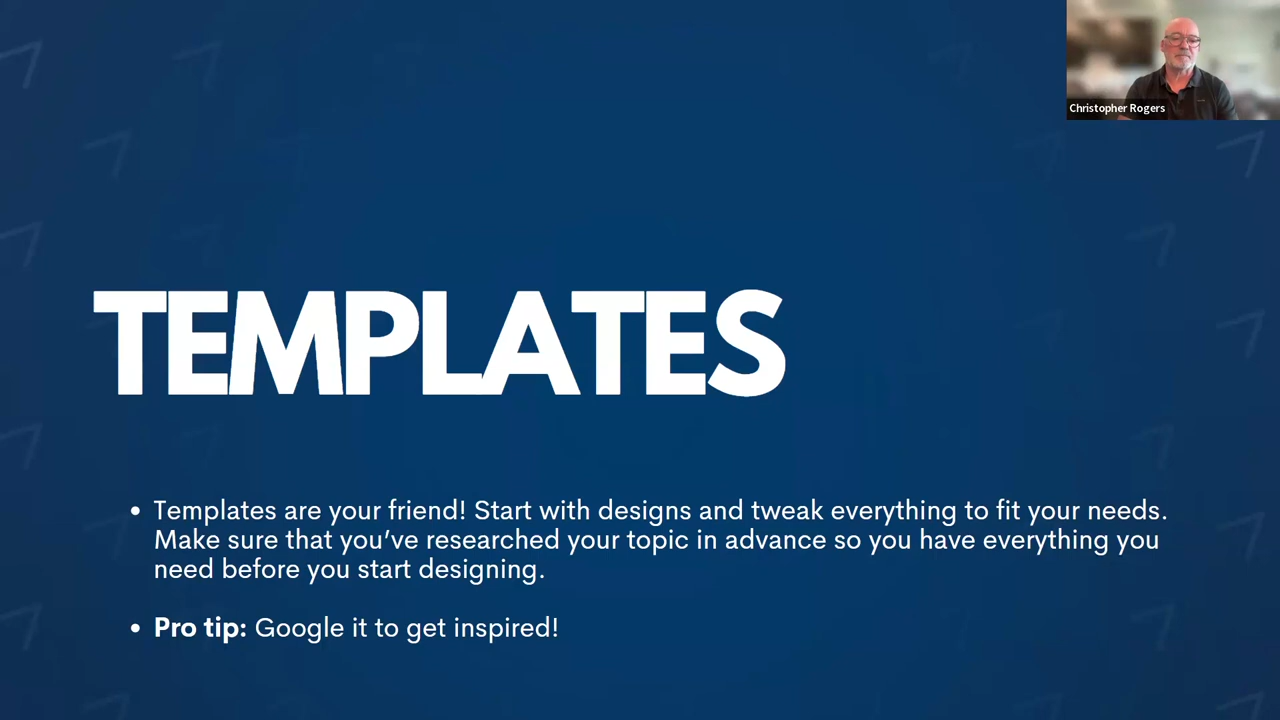 Christopher Rogers
TEMPLATES
• Templates are your friend! Start with designs and tweak everything to fit your needs.
Make sure that you’ve researched your topic in advance so you have everything you
need before you start designing.
• Pro tip: Google it to get inspired!